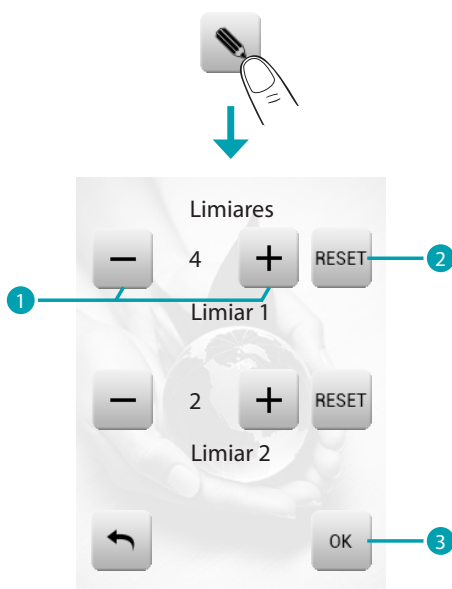 Limiares
− 4 + RESET 2
1
Limiar 1
− 2 + RESET
Limiar 2
OK 3